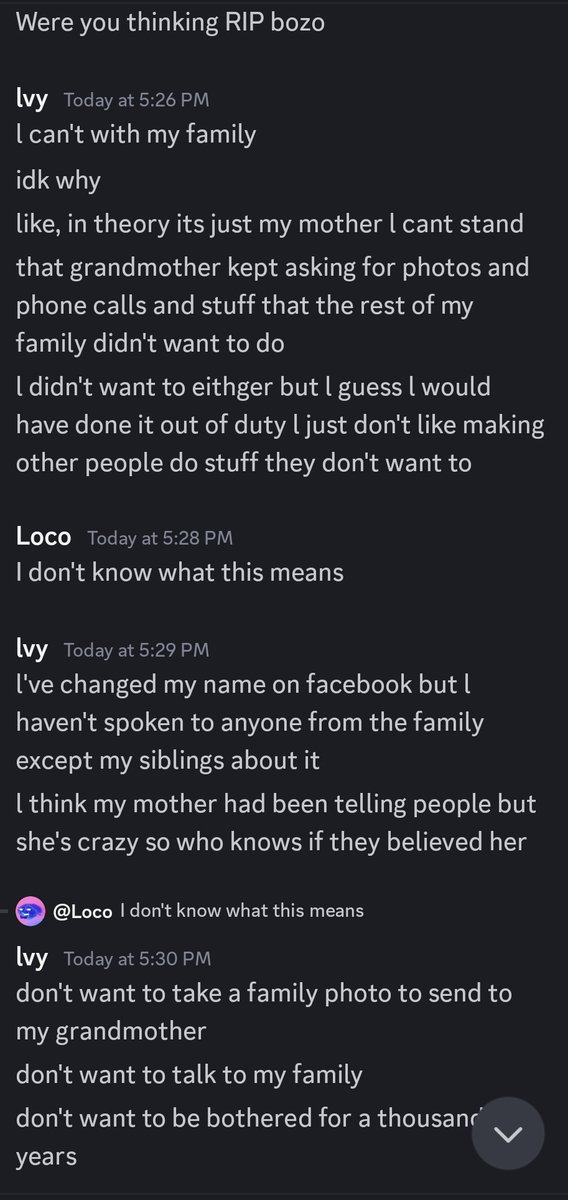 Were you thinking RIP bozo
lvy Today at 5:26 PM
l can't with my family
idk why
like, in theory its just my mother l cant stand
that grandmother kept asking for photos and
phone calls and stuff that the rest of my
family didn't want to do
l didn't want to eithger but l guess l would
have done it out of duty l just don't like making
other people do stuff they don't want to
Loco Today at 5:28 PM
I don't know what this means
lvy Today at 5:29 PM
l've changed my name on facebook but l
haven't spoken to anyone from the family
except my siblings about it
l think my mother had been telling people but
she's crazy so who knows if they believed her
@Loco I don't know what this means
lvy Today at 5:30 PM
don't want to take a family photo to send to
my grandmother
don't want to talk to my family
don't want to be bothered for a thousand
years